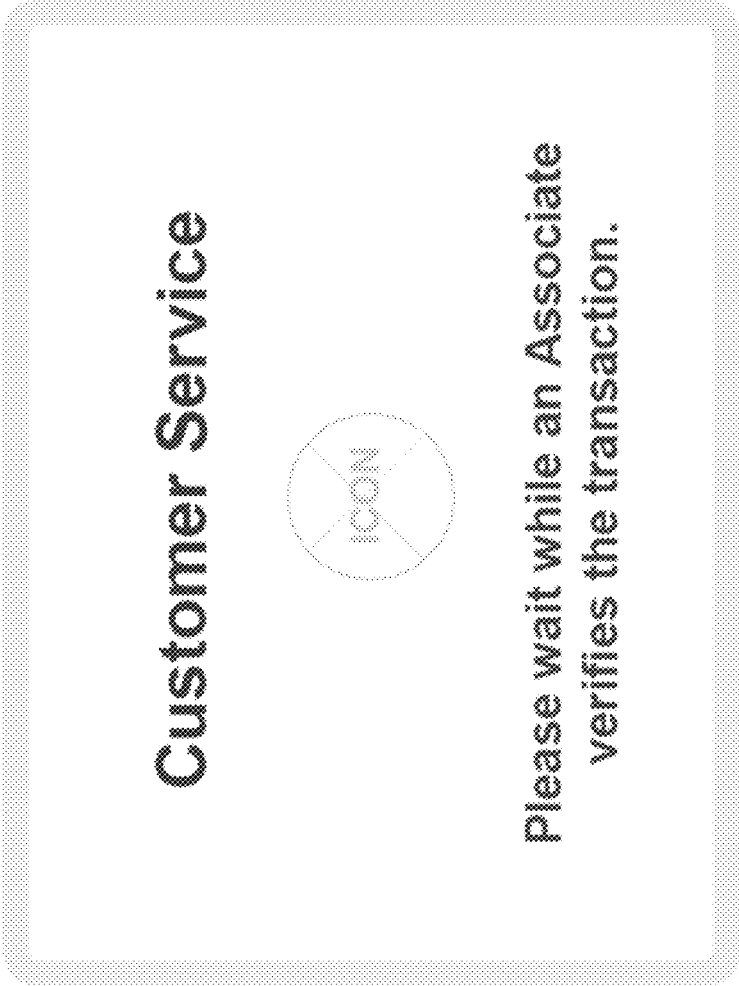 Customer Service
ICON
Please wait while an Associate
verifies the transaction.